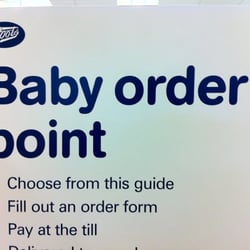 Boots
Baby order
point
Choose from this guide
Fill out an order form
Pay at the till